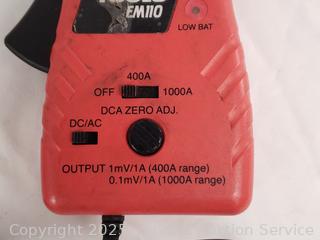 EM110
LOW BAT
400A
OFF 1000A
DCA ZERO ADJ.
DC/AC
OUTPUT 1mV/1A (400A range)
0.1mV/1A (1000A range)